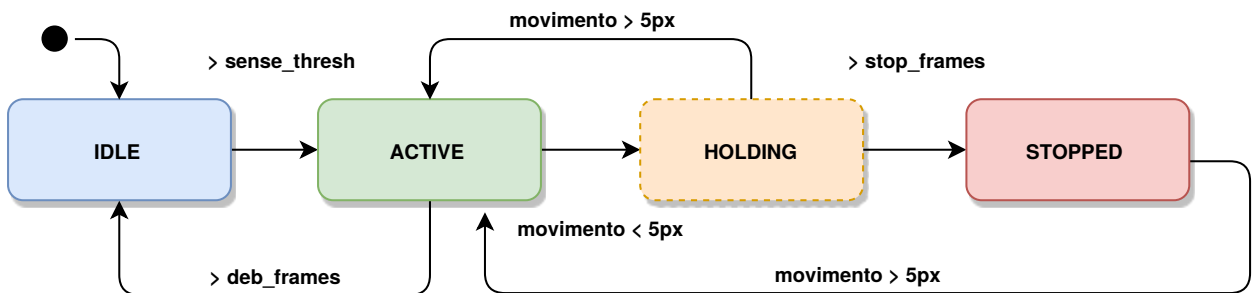 movimento > 5px
> sense_thresh
> stop_frames
IDLE
ACTIVE
HOLDING
STOPPED
movimento < 5px
> deb_frames
movimento > 5px